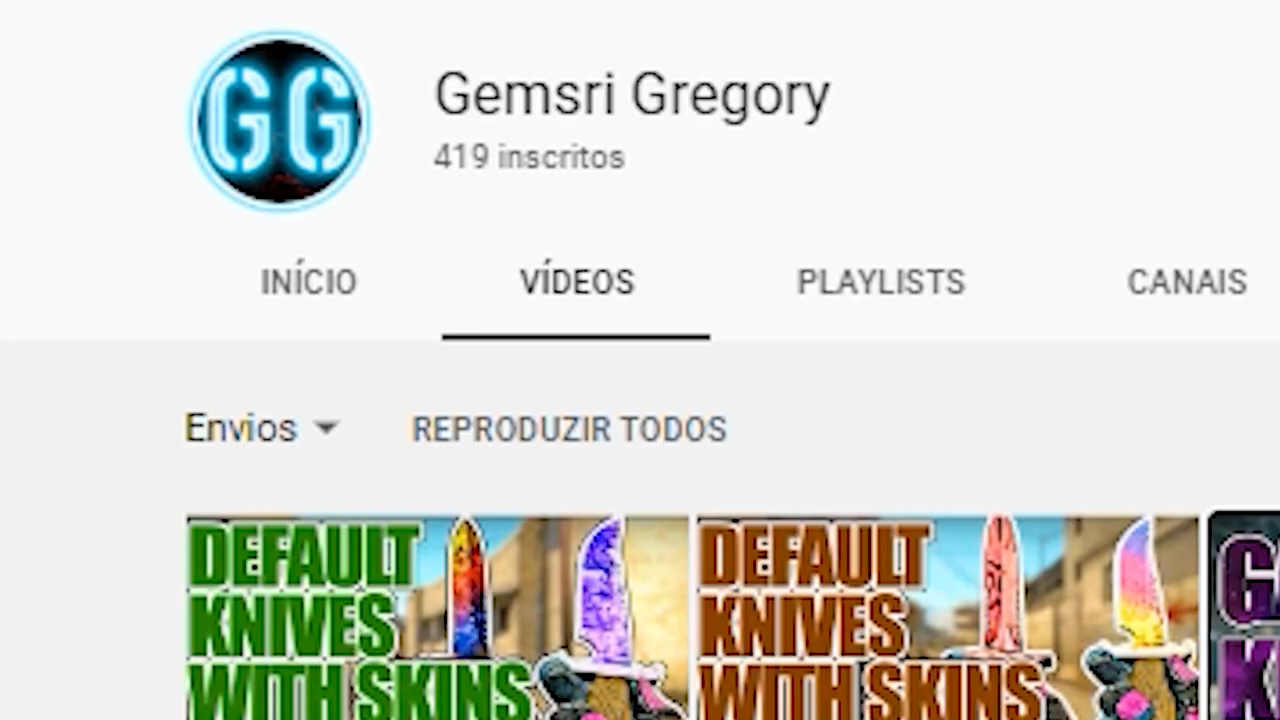 GG
Gemsri Gregory
419 inscritos
INÍCIO VÍDEOS PLAYLISTS CANAIS
Envios REPRODUZIR TODOS
DEFAULT
KNIVES
WITH SKINS
DEFAULT
KNIVES
WITH SKINS